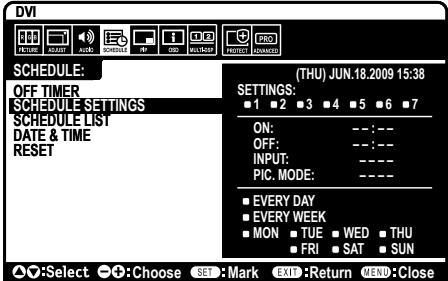 DVI
RGB 1 2 PRO
PICTURE ADJUST AUDIO SCHEDULE PIP OSD MULTI-DSP PROTECT ADVANCED
SCHEDULE:
OFF TIMER
SCHEDULE SETTINGS
SCHEDULE LIST
DATE & TIME
RESET
(THU) JUN.18.2009 15:38
SETTINGS:
1 2 3 4 5 6 7
ON: --:--
OFF: --:--
INPUT: ----
PIC. MODE: ----
EVERY DAY
EVERY WEEK
MON TUE WED THU
FRI SAT SUN
:Select :Choose SET :Mark EXIT :Return MENU :Close